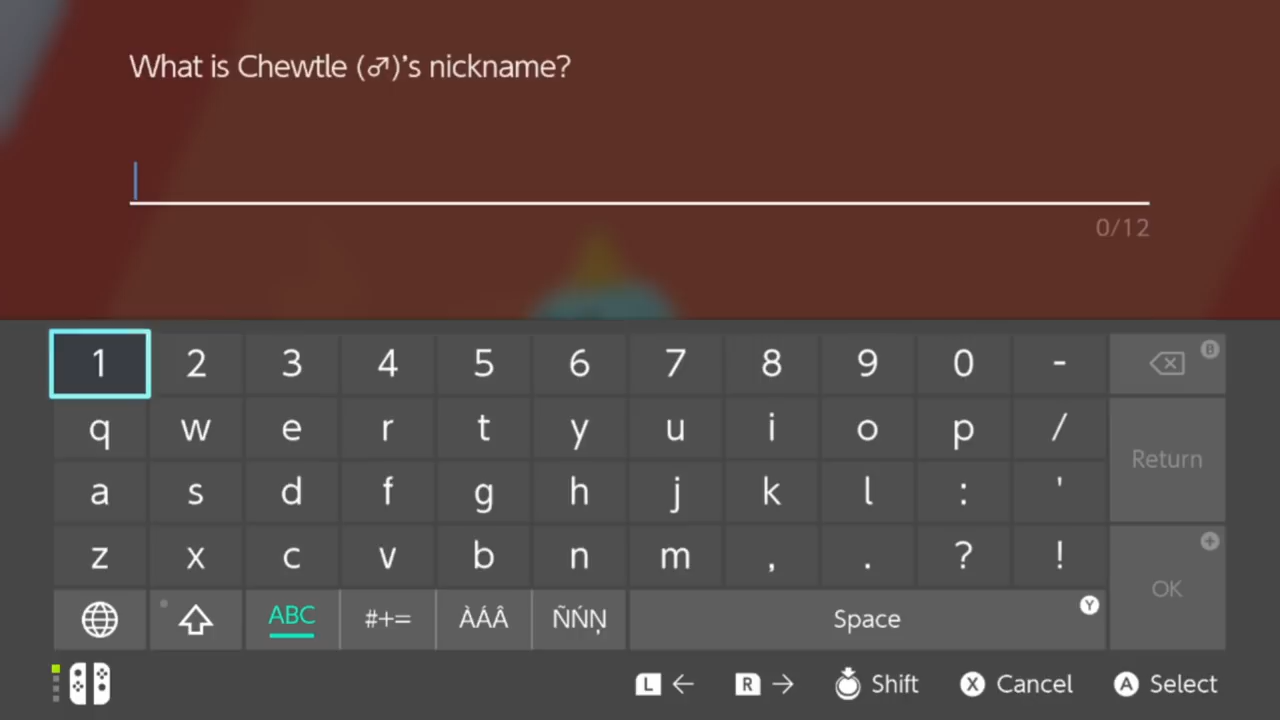 What is Chewtle (♂)'s nickname?
0/12
1 2 3 4 5 6 7 8 9 0 - B
q w e r t y u i o p / Return
a s d f g h j k l : '
z x c v b n m , . ? ! + OK
ABC #+= ÀÁÂ ÑŃŅ Space Y
L ← R → Shift X Cancel A Select